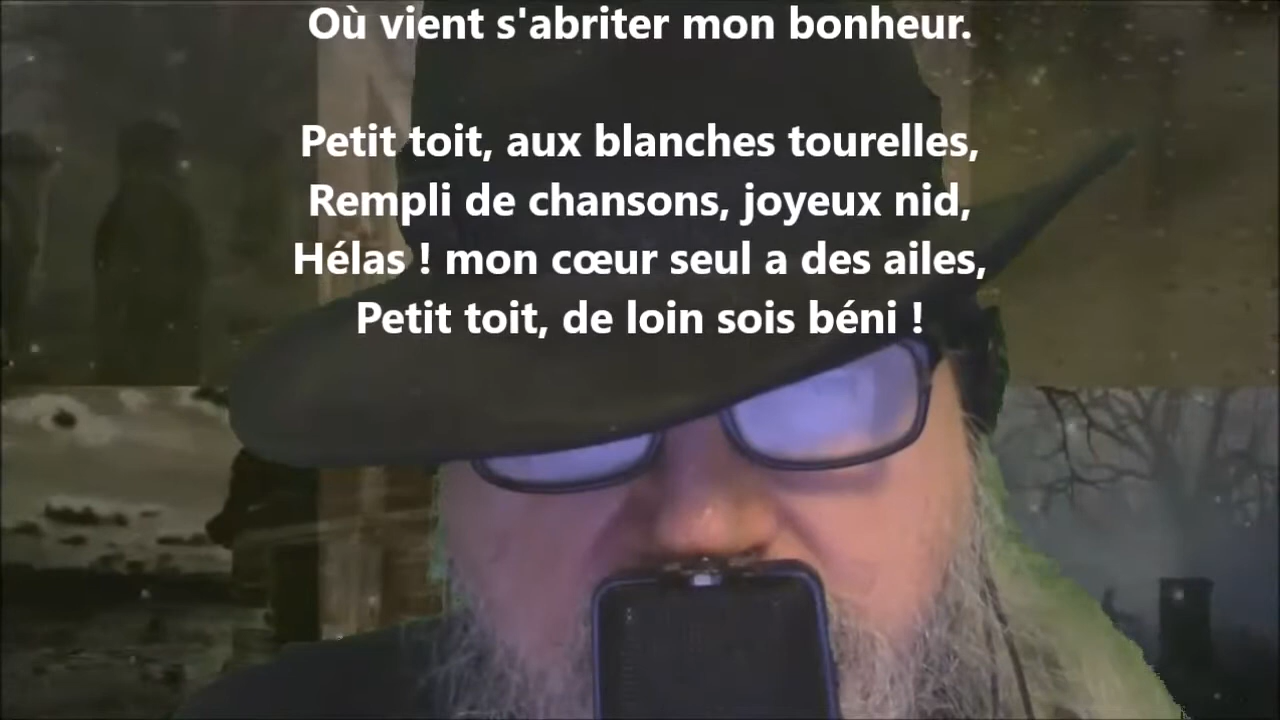 Où vient s'abriter mon bonheur.
Petit toit, aux blanches tourelles,
Rempli de chansons, joyeux nid,
Hélas ! mon cœur seul a des ailes,
Petit toit, de loin sois béni !